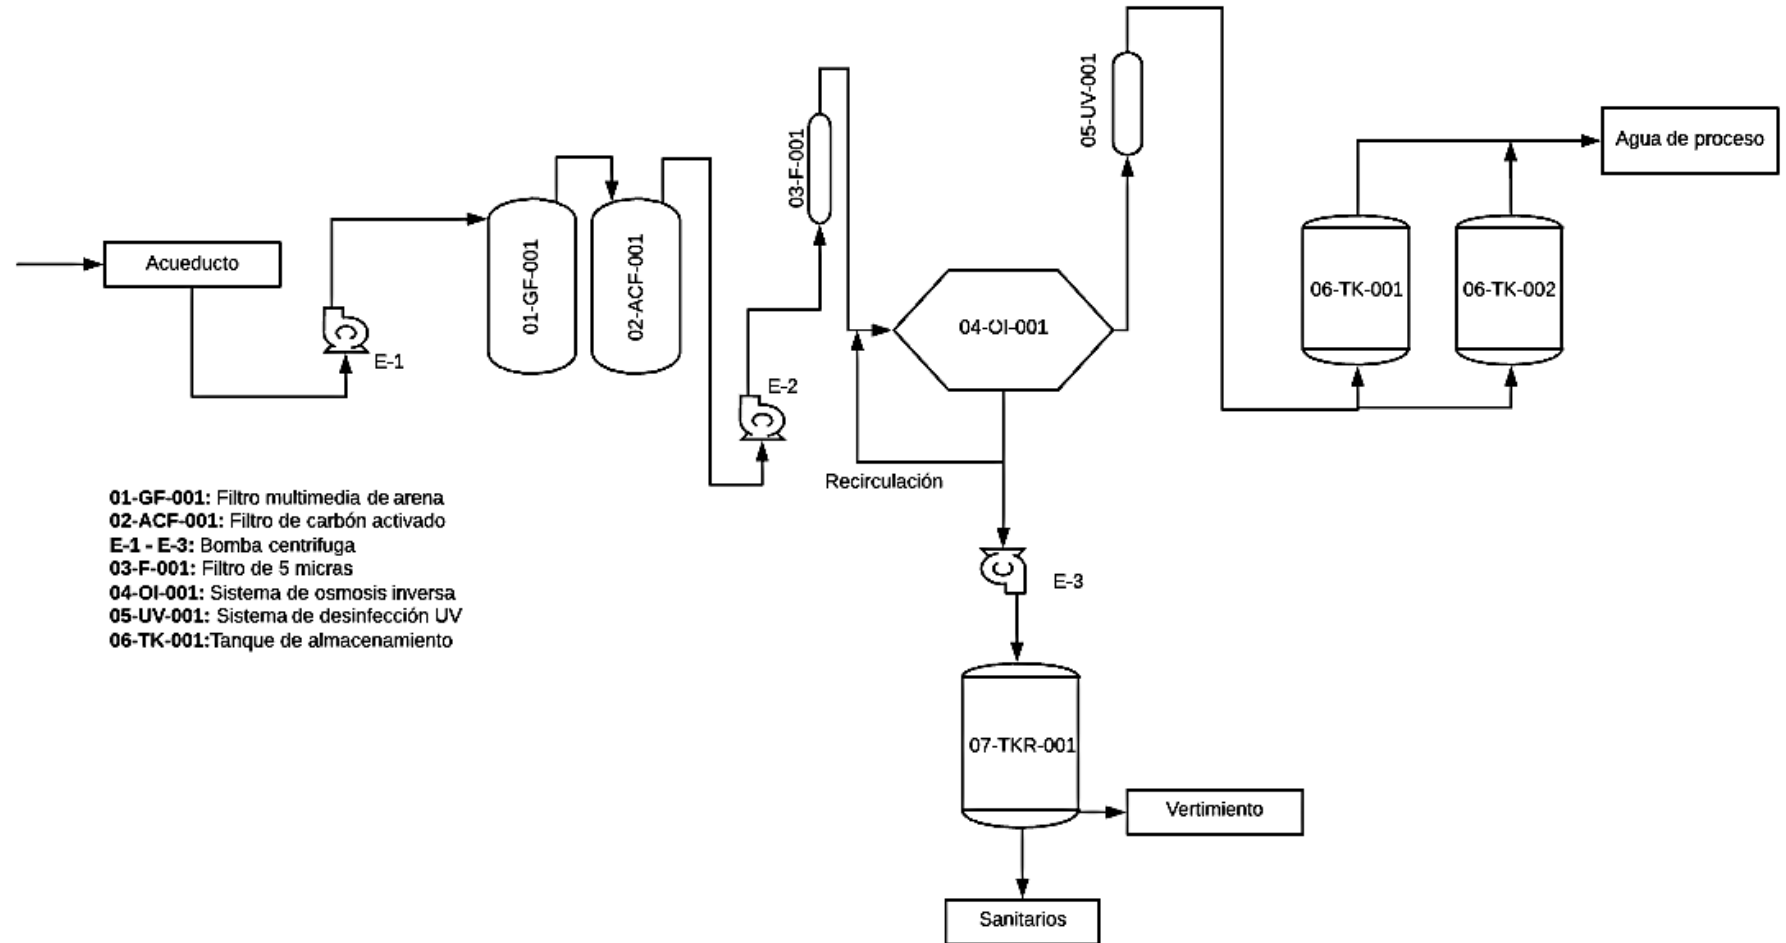 05-UV-001
03-F-001
Agua de proceso
Acueducto
01-GF-001
02-ACF-001
06-TK-001
06-TK-002
04-OI-001
E-1
E-2
Recirculación
01-GF-001: Filtro multimedia de arena
02-ACF-001: Filtro de carbón activado
E-1 - E-3: Bomba centrifuga
03-F-001: Filtro de 5 micras
04-OI-001: Sistema de osmosis inversa
05-UV-001: Sistema de desinfección UV
06-TK-001:Tanque de almacenamiento
E-3
07-TKR-001
Vertimiento
Sanitarios